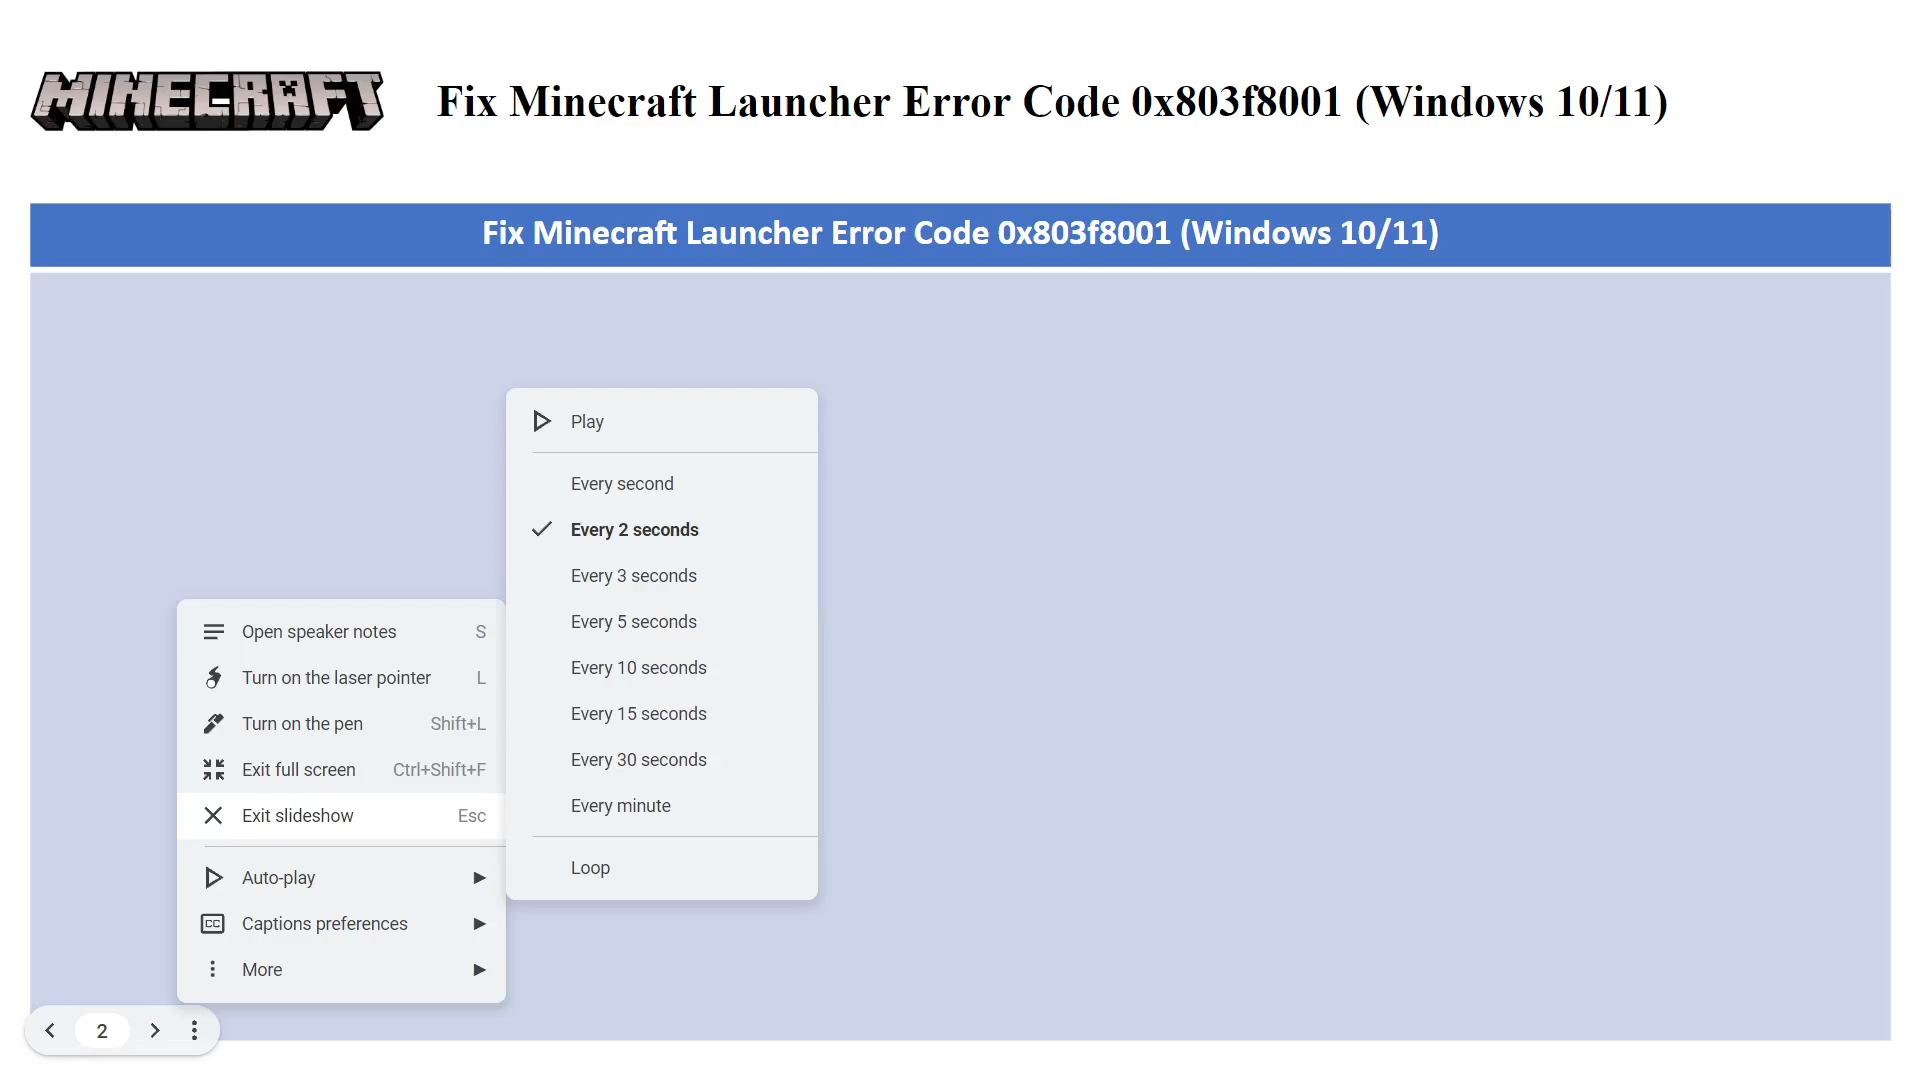 MINECRAFT
Fix Minecraft Launcher Error Code 0x803f8001 (Windows 10/11)
Fix Minecraft Launcher Error Code 0x803f8001 (Windows 10/11)
Play
Every second
Every 2 seconds
Every 3 seconds
Every 5 seconds
Every 10 seconds
Every 15 seconds
Every 30 seconds
Every minute
Loop
Open speaker notes S
Turn on the laser pointer L
Turn on the pen Shift+L
Exit full screen Ctrl+Shift+F
Exit slideshow Esc
Auto-play
CC Captions preferences
More
2